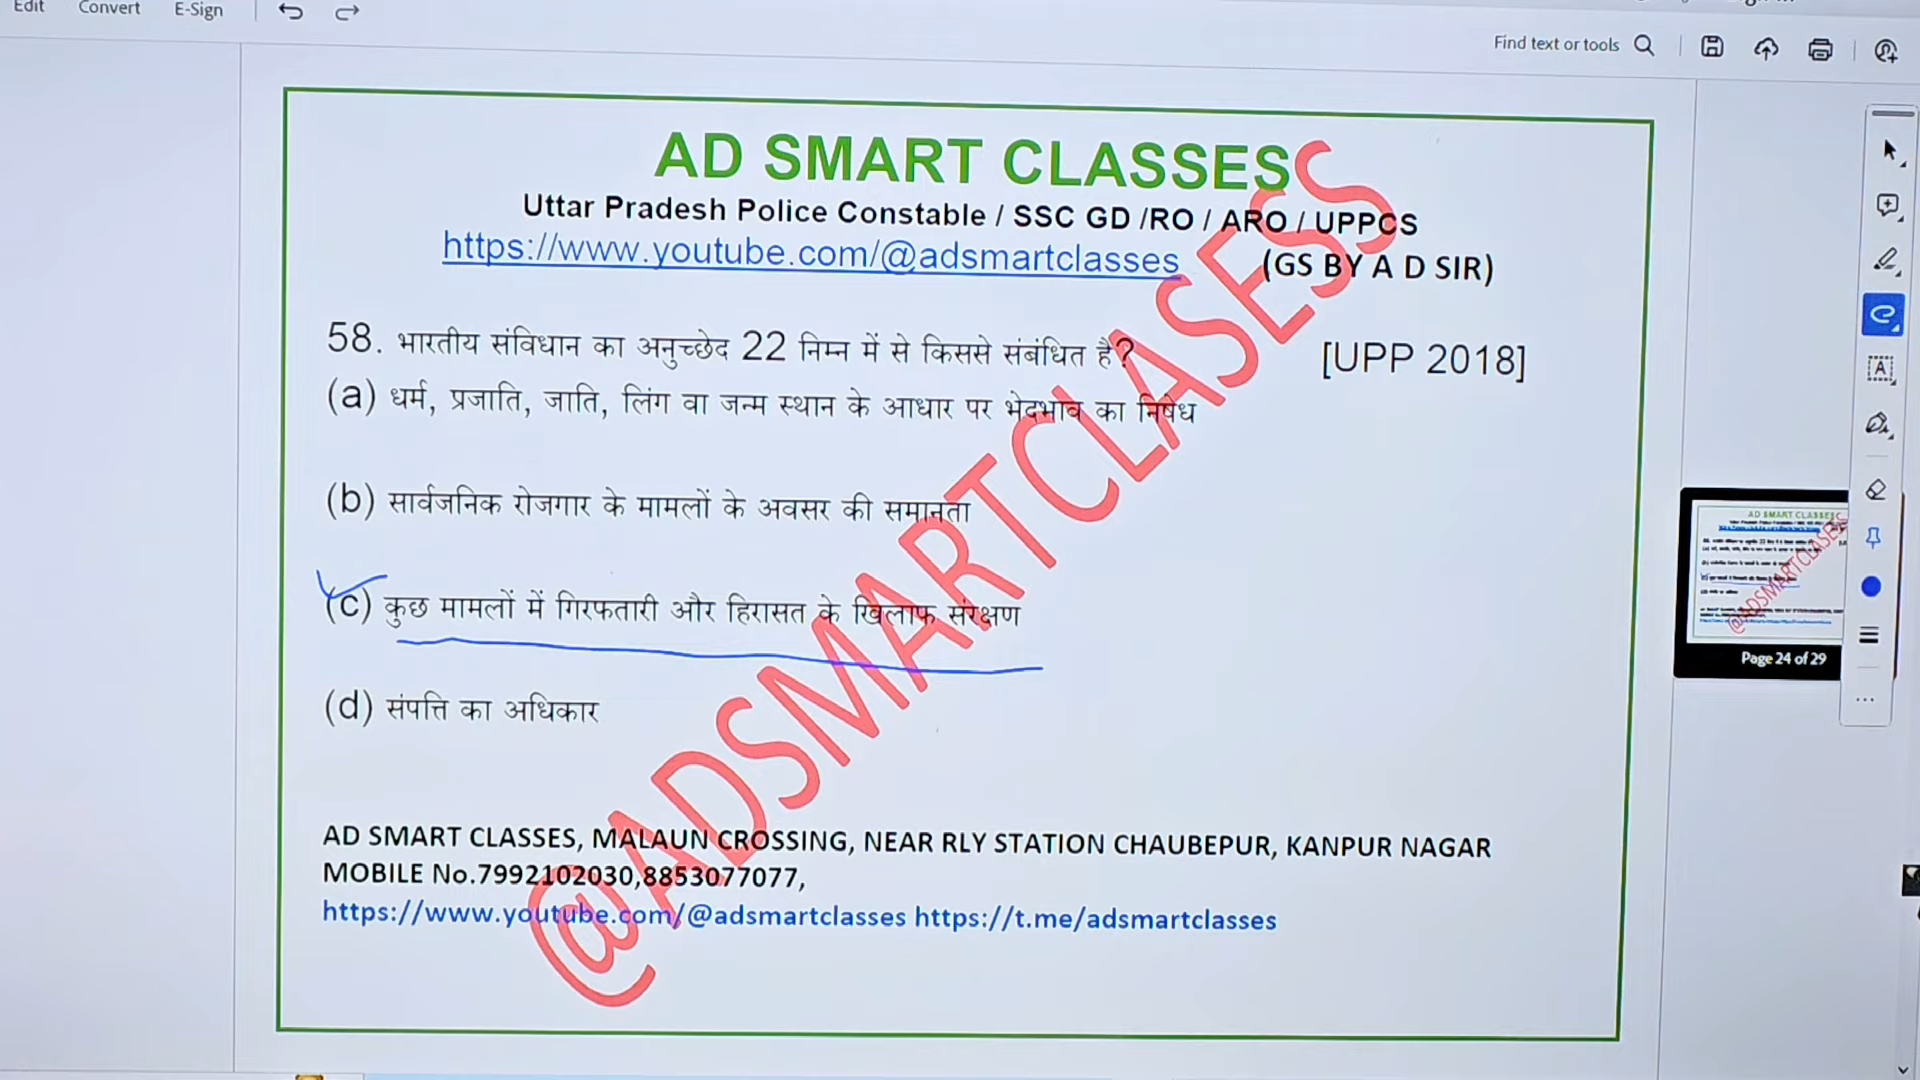 Edit Convert E-Sign
Find text or tools
AD SMART CLASSES
Uttar Pradesh Police Constable / SSC GD /RO / ARO / UPPCS
https://www.youtube.com/@adsmartclasses (GS BY A D SIR)
58. भारतीय संविधान का अनुच्छेद 22 निम्न में से किससे संबंधित है? [UPP 2018]
(a) धर्म, प्रजाति, जाति, लिंग वा जन्म स्थान के आधार पर भेदभाव का निषेध
(b) सार्वजनिक रोजगार के मामलों के अवसर की समानता
(c) कुछ मामलों में गिरफतारी और हिरासत के खिलाफ संरक्षण
(d) संपत्ति का अधिकार
@ADSMARTCLASESS
AD SMART CLASSES, MALAUN CROSSING, NEAR RLY STATION CHAUBEPUR, KANPUR NAGAR
MOBILE No.7992102030,8853077077,
https://www.youtube.com/@adsmartclasses https://t.me/adsmartclasses
Page 24 of 29